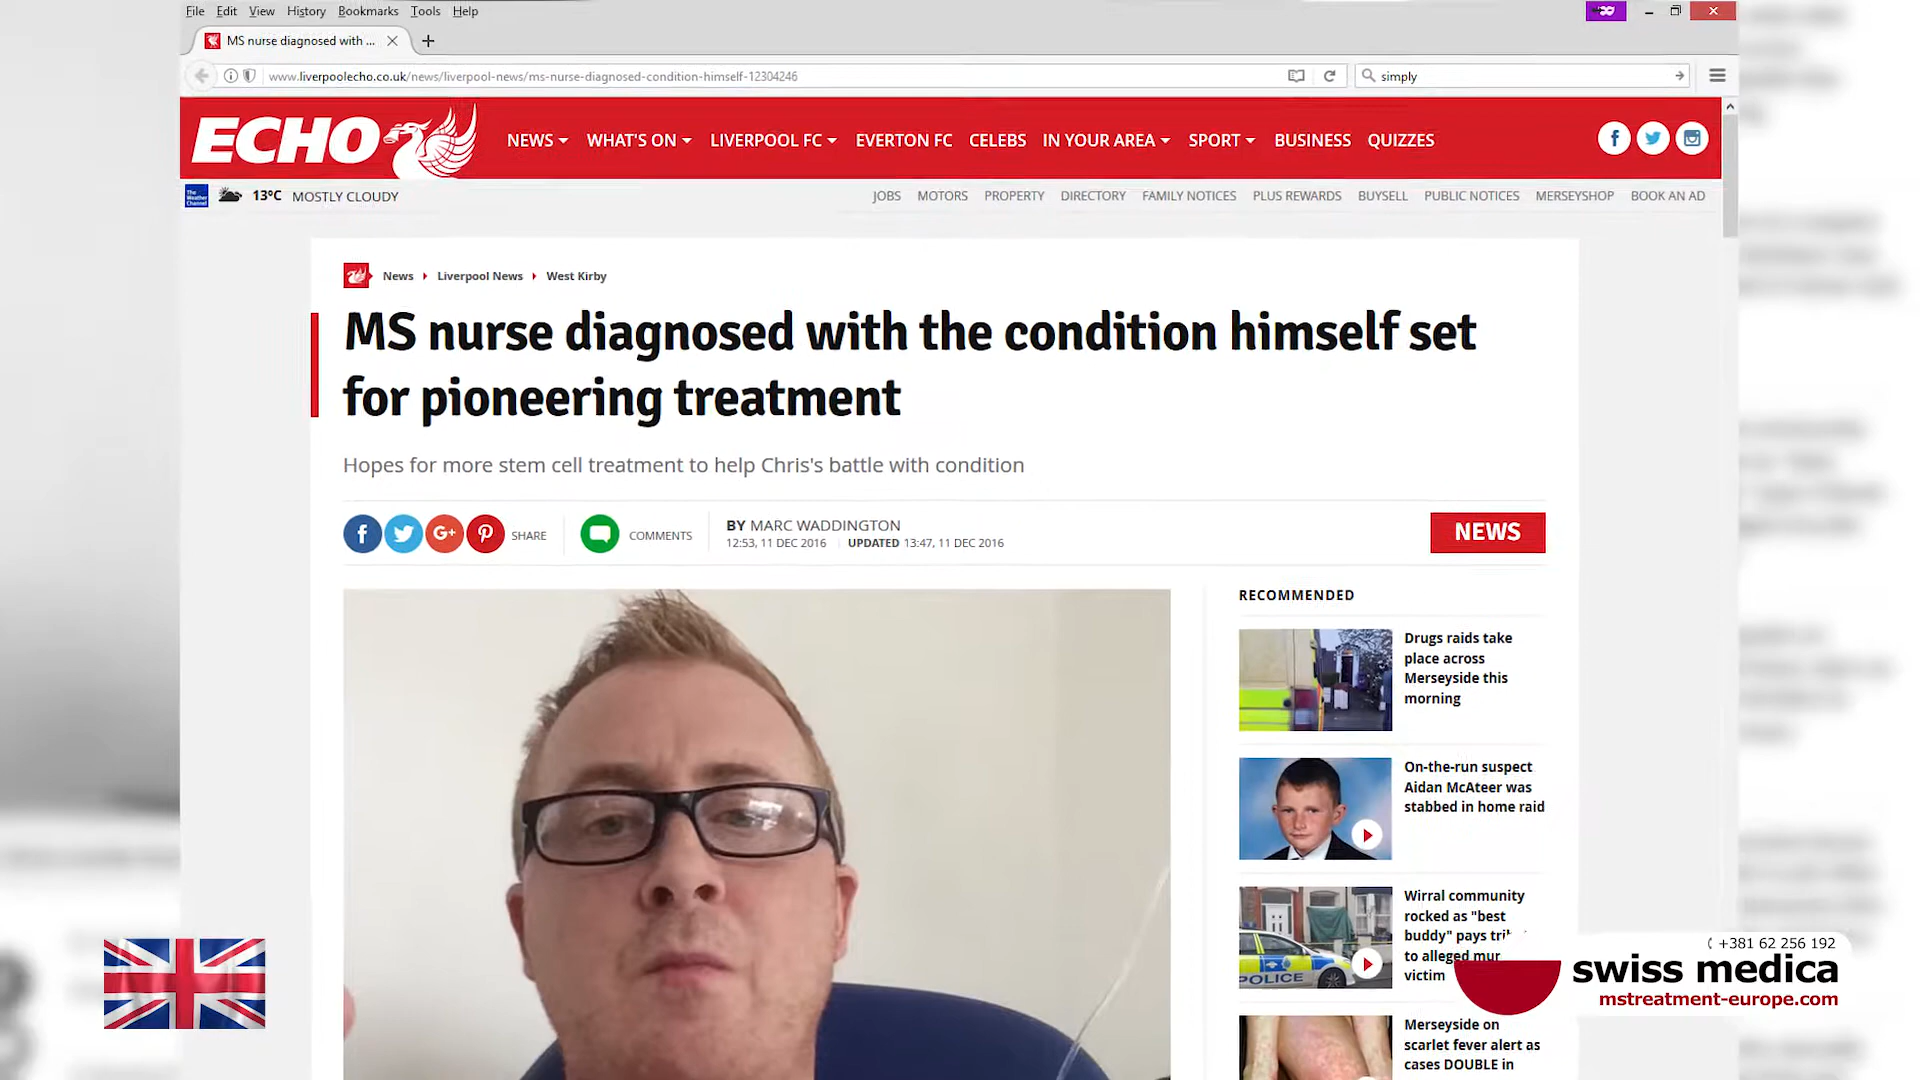 File Edit View History Bookmarks Tools Help
MS nurse diagnosed with ...
www.liverpoolecho.co.uk/news/liverpool-news/ms-nurse-diagnosed-condition-himself-12304246
simply
ECHO
NEWS WHAT'S ON LIVERPOOL FC EVERTON FC CELEBS IN YOUR AREA SPORT BUSINESS QUIZZES
The Weather Channel
13°C MOSTLY CLOUDY
JOBS MOTORS PROPERTY DIRECTORY FAMILY NOTICES PLUS REWARDS BUYSELL PUBLIC NOTICES MERSEYSHOP BOOK AN AD
News Liverpool News West Kirby
MS nurse diagnosed with the condition himself set
for pioneering treatment
Hopes for more stem cell treatment to help Chris's battle with condition
SHARE
COMMENTS
BY MARC WADDINGTON
12:53, 11 DEC 2016 UPDATED 13:47, 11 DEC 2016
NEWS
RECOMMENDED
Drugs raids take
place across
Merseyside this
morning
On-the-run suspect
Aidan McAteer was
stabbed in home raid
Wirral community
rocked as "best
buddy" pays
to alleged
victim
POLICE
Merseyside on
scarlet fever alert as
cases DOUBLE in
+381 62 256 192
swiss medica
mstreatment-europe.com